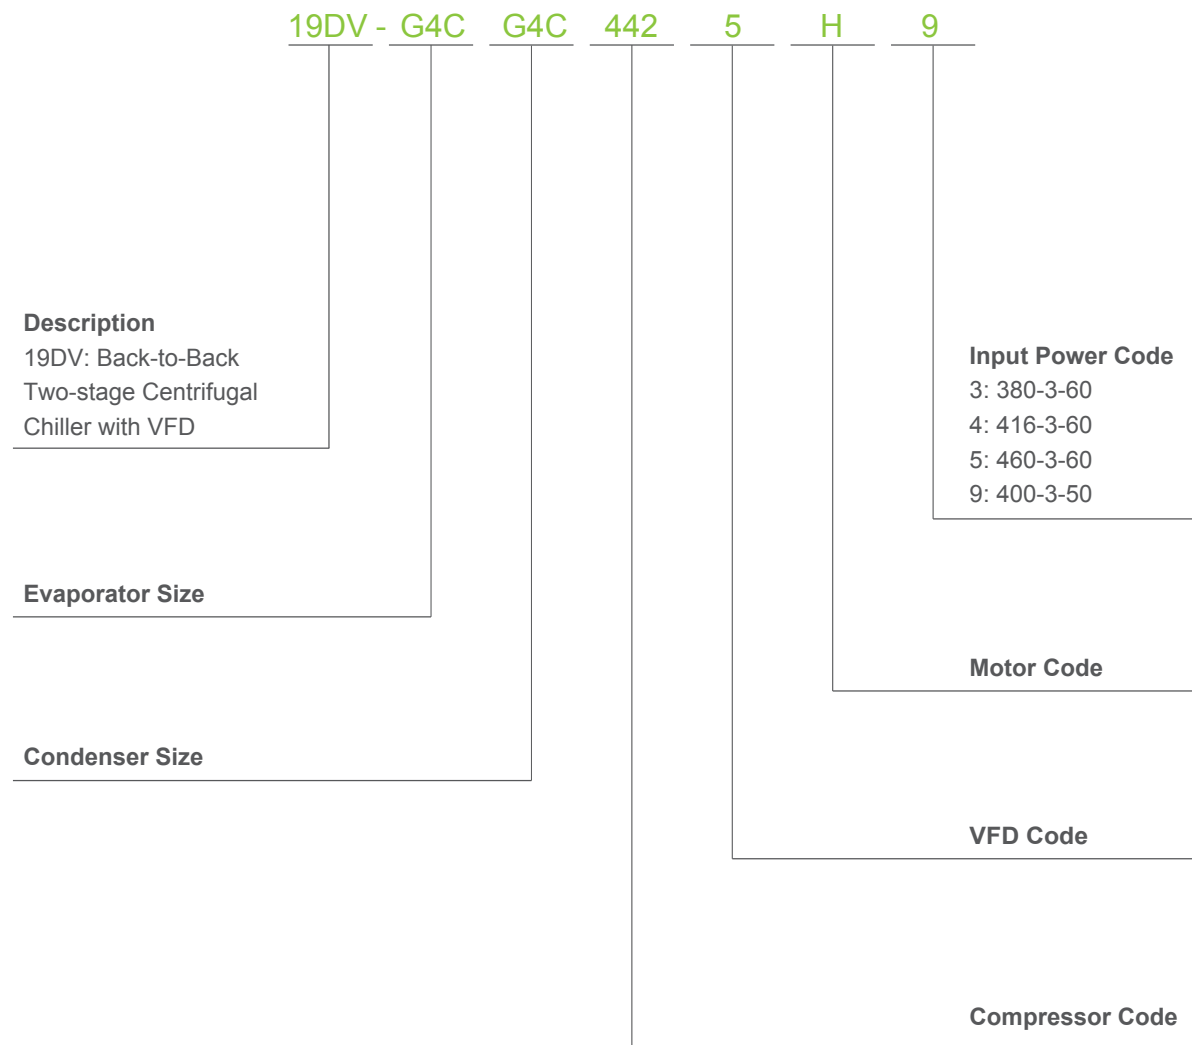 19DV - G4C G4C 442 5 H 9
Description
19DV: Back-to-Back
Two-stage Centrifugal
Chiller with VFD
Input Power Code
3: 380-3-60
4: 416-3-60
5: 460-3-60
9: 400-3-50
Evaporator Size
Motor Code
Condenser Size
VFD Code
Compressor Code